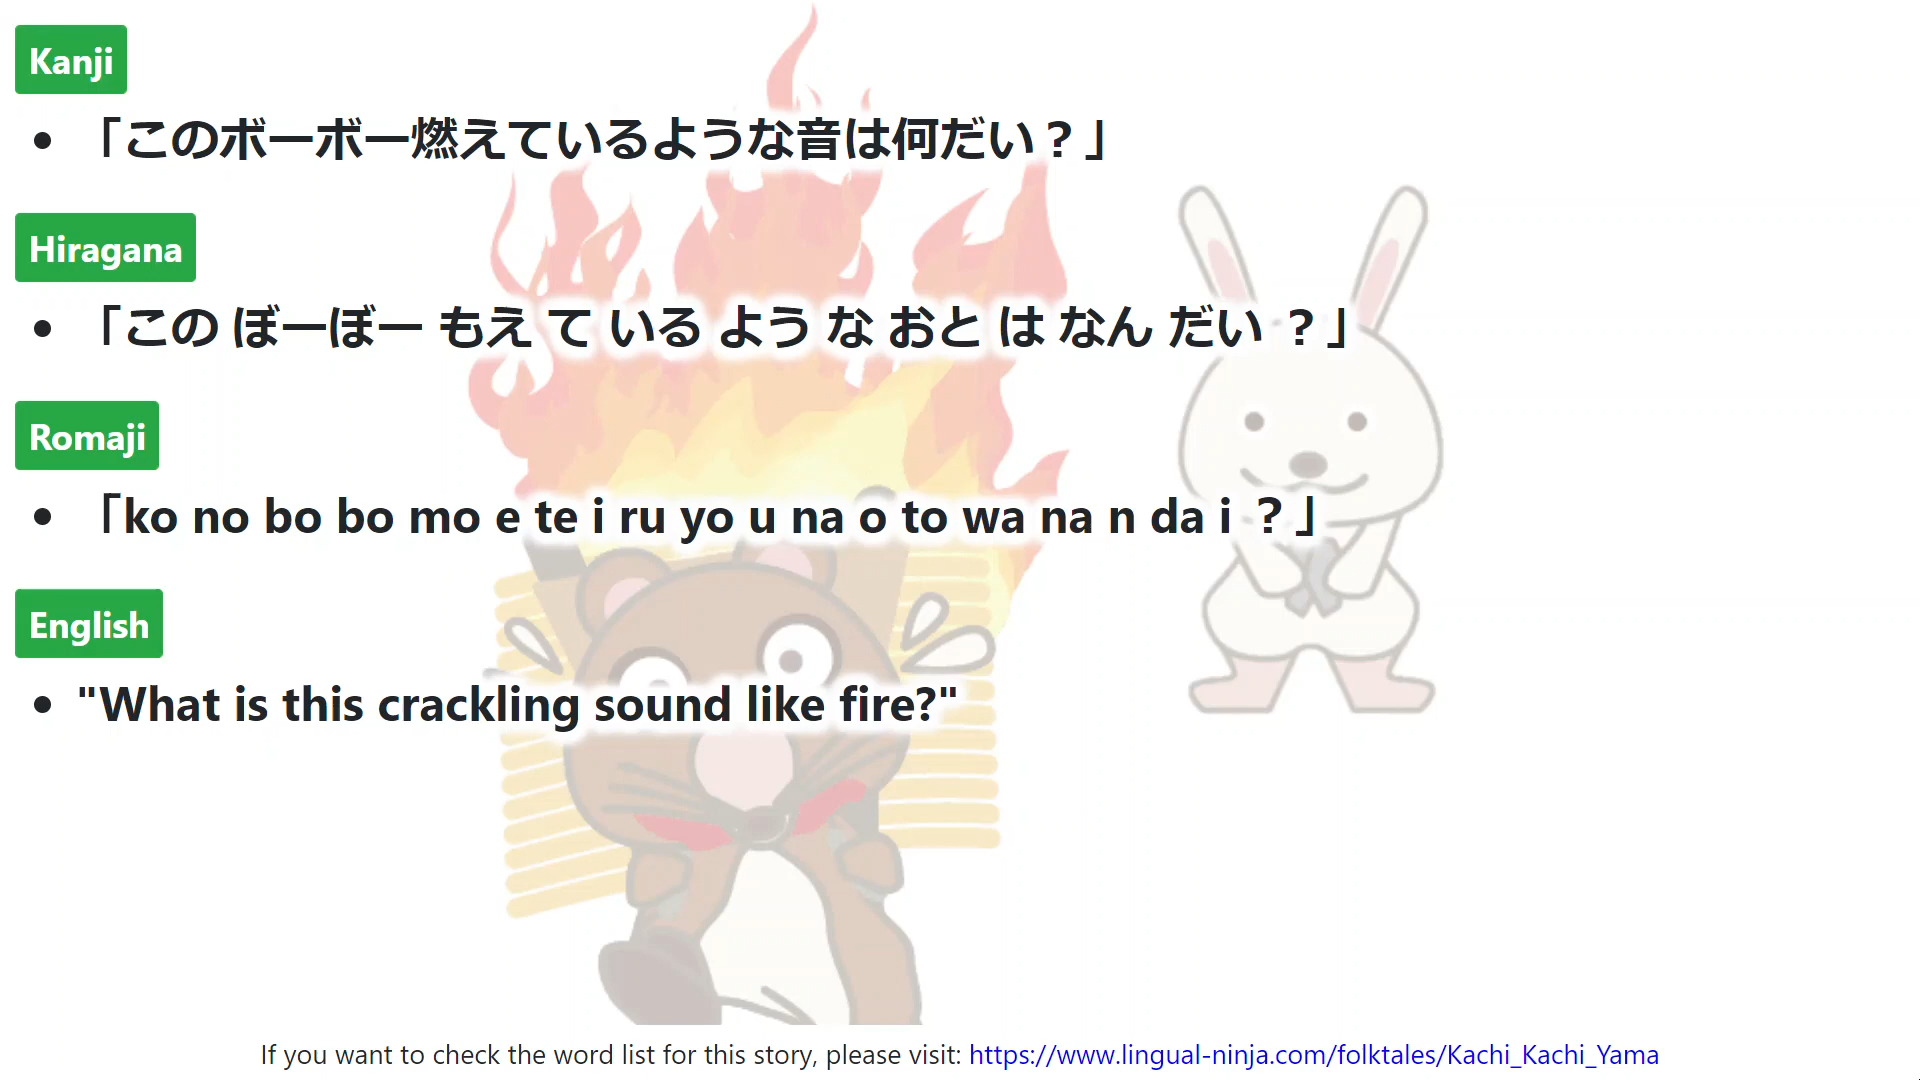 Kanji
• 「このボーボー燃えているような音は何だい？」
Hiragana
• 「この ぼーぼー もえ て いる よう な おと は なん だい ？」
Romaji
• 「ko no bo bo mo e te i ru yo u na o to wa na n da i ？」
English
• "What is this crackling sound like fire?"
If you want to check the word list for this story, please visit: https://www.lingual-ninja.com/folktales/Kachi_Kachi_Yama